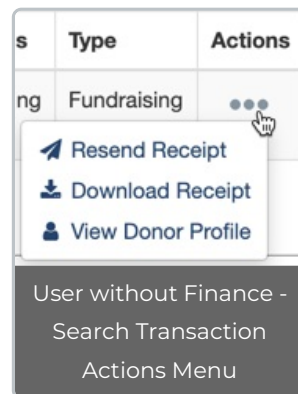 s Type Actions
ng Fundraising
Resend Receipt
Download Receipt
View Donor Profile
User without Finance -
Search Transaction
Actions Menu